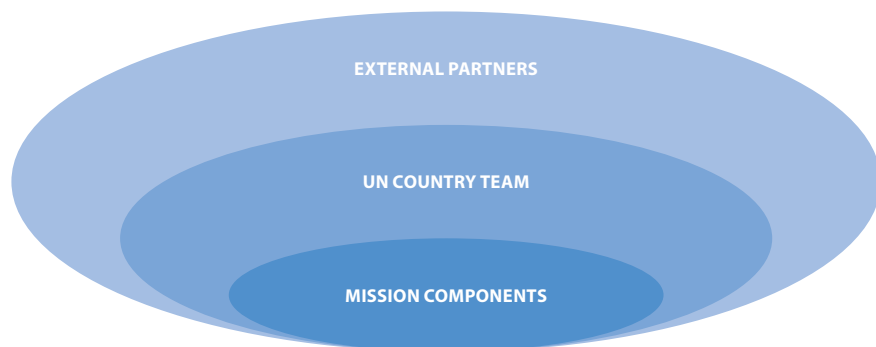 EXTERNAL PARTNERS
UN COUNTRY TEAM
MISSION COMPONENTS